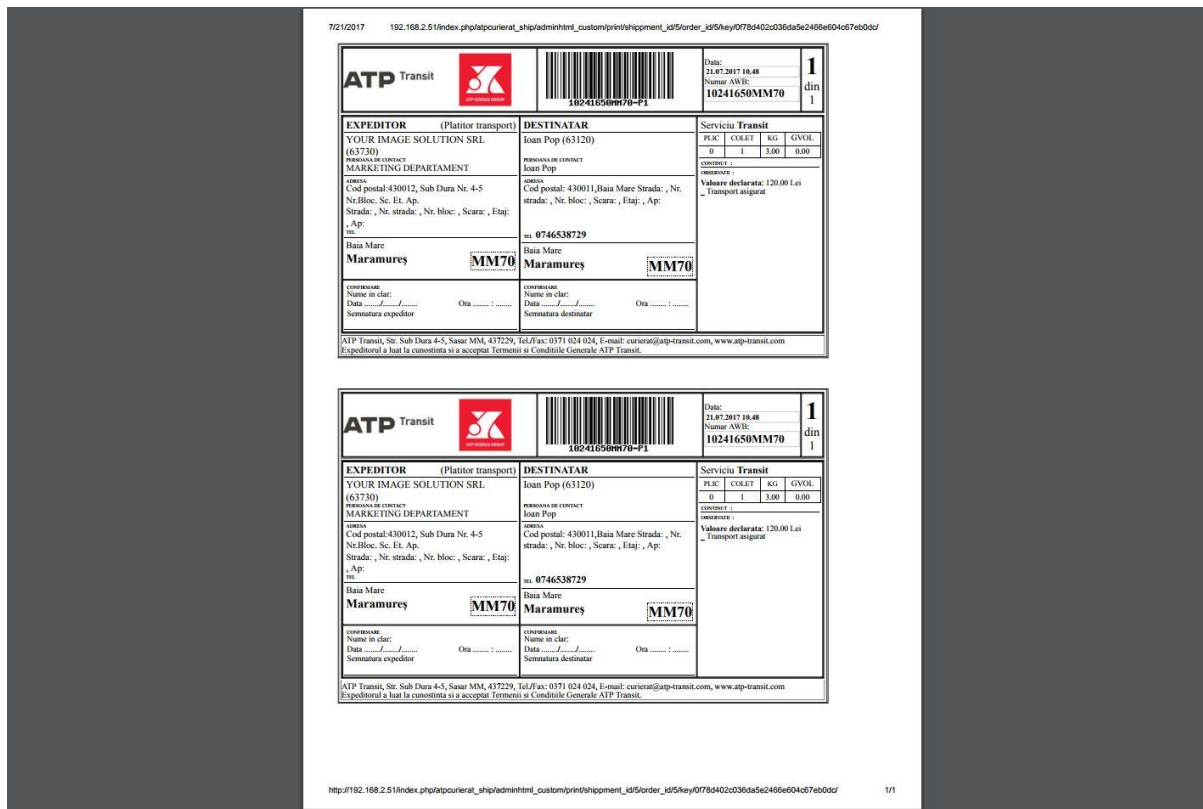 7/21/2017 192.168.2.51/index.php/atpcurierat_ship/adminhtml_custom/print/shippment_id/5/order_id/5/key/0f78d402c036da5e2466e604c67eb0dc/
ATP Transit
ATP EXODUS GROUP
10241650MM70-P1
Data:
21.07.2017 10.48
Numar AWB:
10241650MM70
1
din
1
EXPEDITOR (Platitor transport)
YOUR IMAGE SOLUTION SRL
(63730)
PERSOANA DE CONTACT
MARKETING DEPARTAMENT
ADRESA
Cod postal:430012, Sub Dura Nr. 4-5
Nr.Bloc. Sc. Et. Ap.
Strada: , Nr. strada: , Nr. bloc: , Scara: , Etaj:
, Ap:
TEL
Baia Mare
Maramureş MM70
CONFIRMARE
Nume in clar:
Data ......../......../........ Ora ........ : ........
Semnatura expeditor
DESTINATAR
Ioan Pop (63120)
PERSOANA DE CONTACT
Ioan Pop
ADRESA
Cod postal: 430011,Baia Mare Strada: , Nr.
strada: , Nr. bloc: , Scara: , Etaj: , Ap:
TEL 0746538729
Baia Mare
Maramureş MM70
CONFIRMARE
Nume in clar:
Data ......../......../........ Ora ........ : ........
Semnatura destinatar
Serviciu Transit
PLIC COLET KG GVOL
0 1 3.00 0.00
CONTINUT :
OBSERVATII :
Valoare declarata: 120.00 Lei
_ Transport asigurat
ATP Transit, Str. Sub Dura 4-5, Sasar MM, 437229, Tel./Fax: 0371 024 024, E-mail: curierat@atp-transit.com, www.atp-transit.com
Expeditorul a luat la cunostinta si a acceptat Termenii si Conditiile Generale ATP Transit.
ATP Transit
ATP EXODUS GROUP
10241650MM70-P1
Data:
21.07.2017 10.48
Numar AWB:
10241650MM70
1
din
1
EXPEDITOR (Platitor transport)
YOUR IMAGE SOLUTION SRL
(63730)
PERSOANA DE CONTACT
MARKETING DEPARTAMENT
ADRESA
Cod postal:430012, Sub Dura Nr. 4-5
Nr.Bloc. Sc. Et. Ap.
Strada: , Nr. strada: , Nr. bloc: , Scara: , Etaj:
, Ap:
TEL
Baia Mare
Maramureş MM70
CONFIRMARE
Nume in clar:
Data ......../......../........ Ora ........ : ........
Semnatura expeditor
DESTINATAR
Ioan Pop (63120)
PERSOANA DE CONTACT
Ioan Pop
ADRESA
Cod postal: 430011,Baia Mare Strada: , Nr.
strada: , Nr. bloc: , Scara: , Etaj: , Ap:
TEL 0746538729
Baia Mare
Maramureş MM70
CONFIRMARE
Nume in clar:
Data ......../......../........ Ora ........ : ........
Semnatura destinatar
Serviciu Transit
PLIC COLET KG GVOL
0 1 3.00 0.00
CONTINUT :
OBSERVATII :
Valoare declarata: 120.00 Lei
_ Transport asigurat
ATP Transit, Str. Sub Dura 4-5, Sasar MM, 437229, Tel./Fax: 0371 024 024, E-mail: curierat@atp-transit.com, www.atp-transit.com
Expeditorul a luat la cunostinta si a acceptat Termenii si Conditiile Generale ATP Transit.
http://192.168.2.51/index.php/atpcurierat_ship/adminhtml_custom/print/shippment_id/5/order_id/5/key/0f78d402c036da5e2466e604c67eb0dc/ 1/1